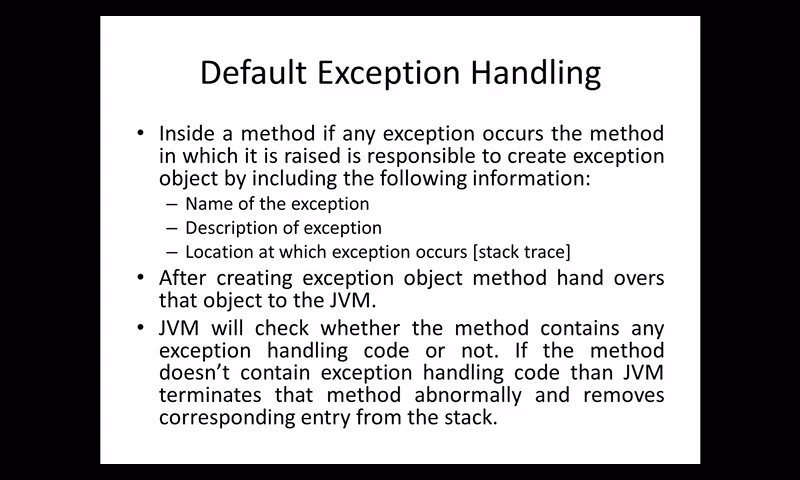 Default Exception Handling
• Inside a method if any exception occurs the method
in which it is raised is responsible to create exception
object by including the following information:
– Name of the exception
– Description of exception
– Location at which exception occurs [stack trace]
• After creating exception object method hand overs
that object to the JVM.
• JVM will check whether the method contains any
exception handling code or not. If the method
doesn’t contain exception handling code than JVM
terminates that method abnormally and removes
corresponding entry from the stack.